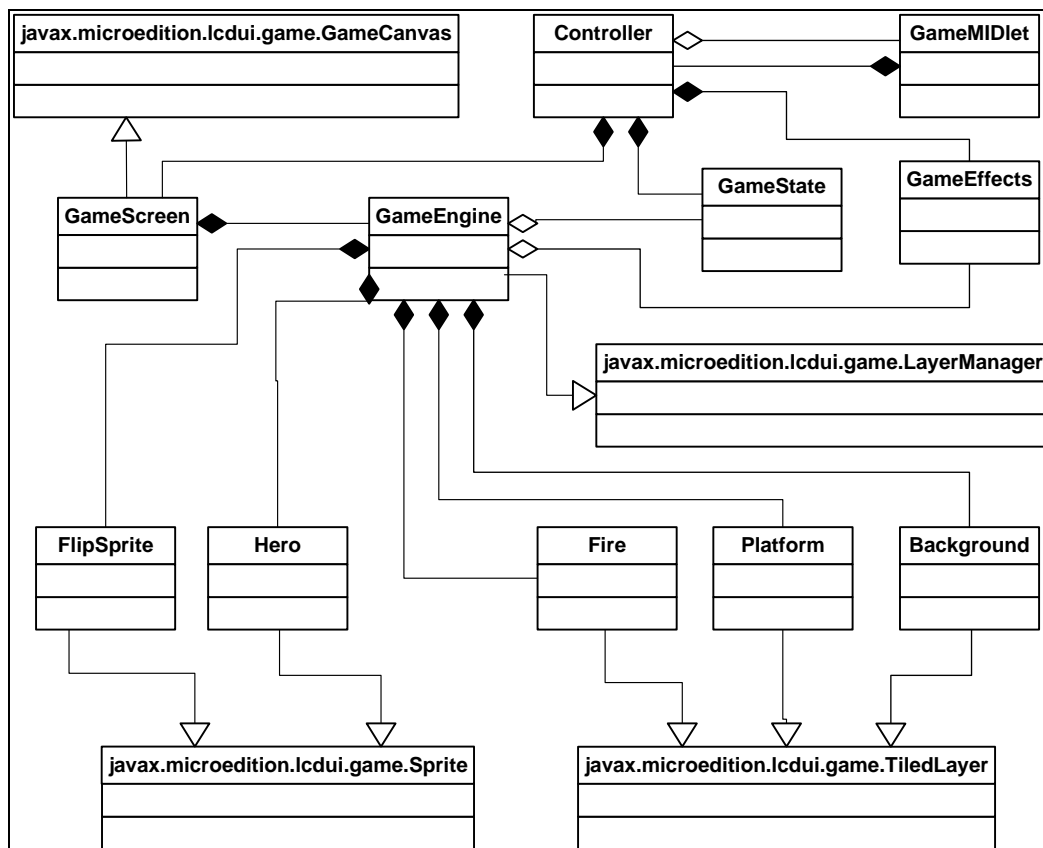 javax.microedition.lcdui.game.GameCanvas
Controller
GameMIDlet
GameScreen
GameEngine
GameState
GameEffects
javax.microedition.lcdui.game.LayerManager
FlipSprite
Hero
Fire
Platform
Background
javax.microedition.lcdui.game.Sprite
javax.microedition.lcdui.game.TiledLayer